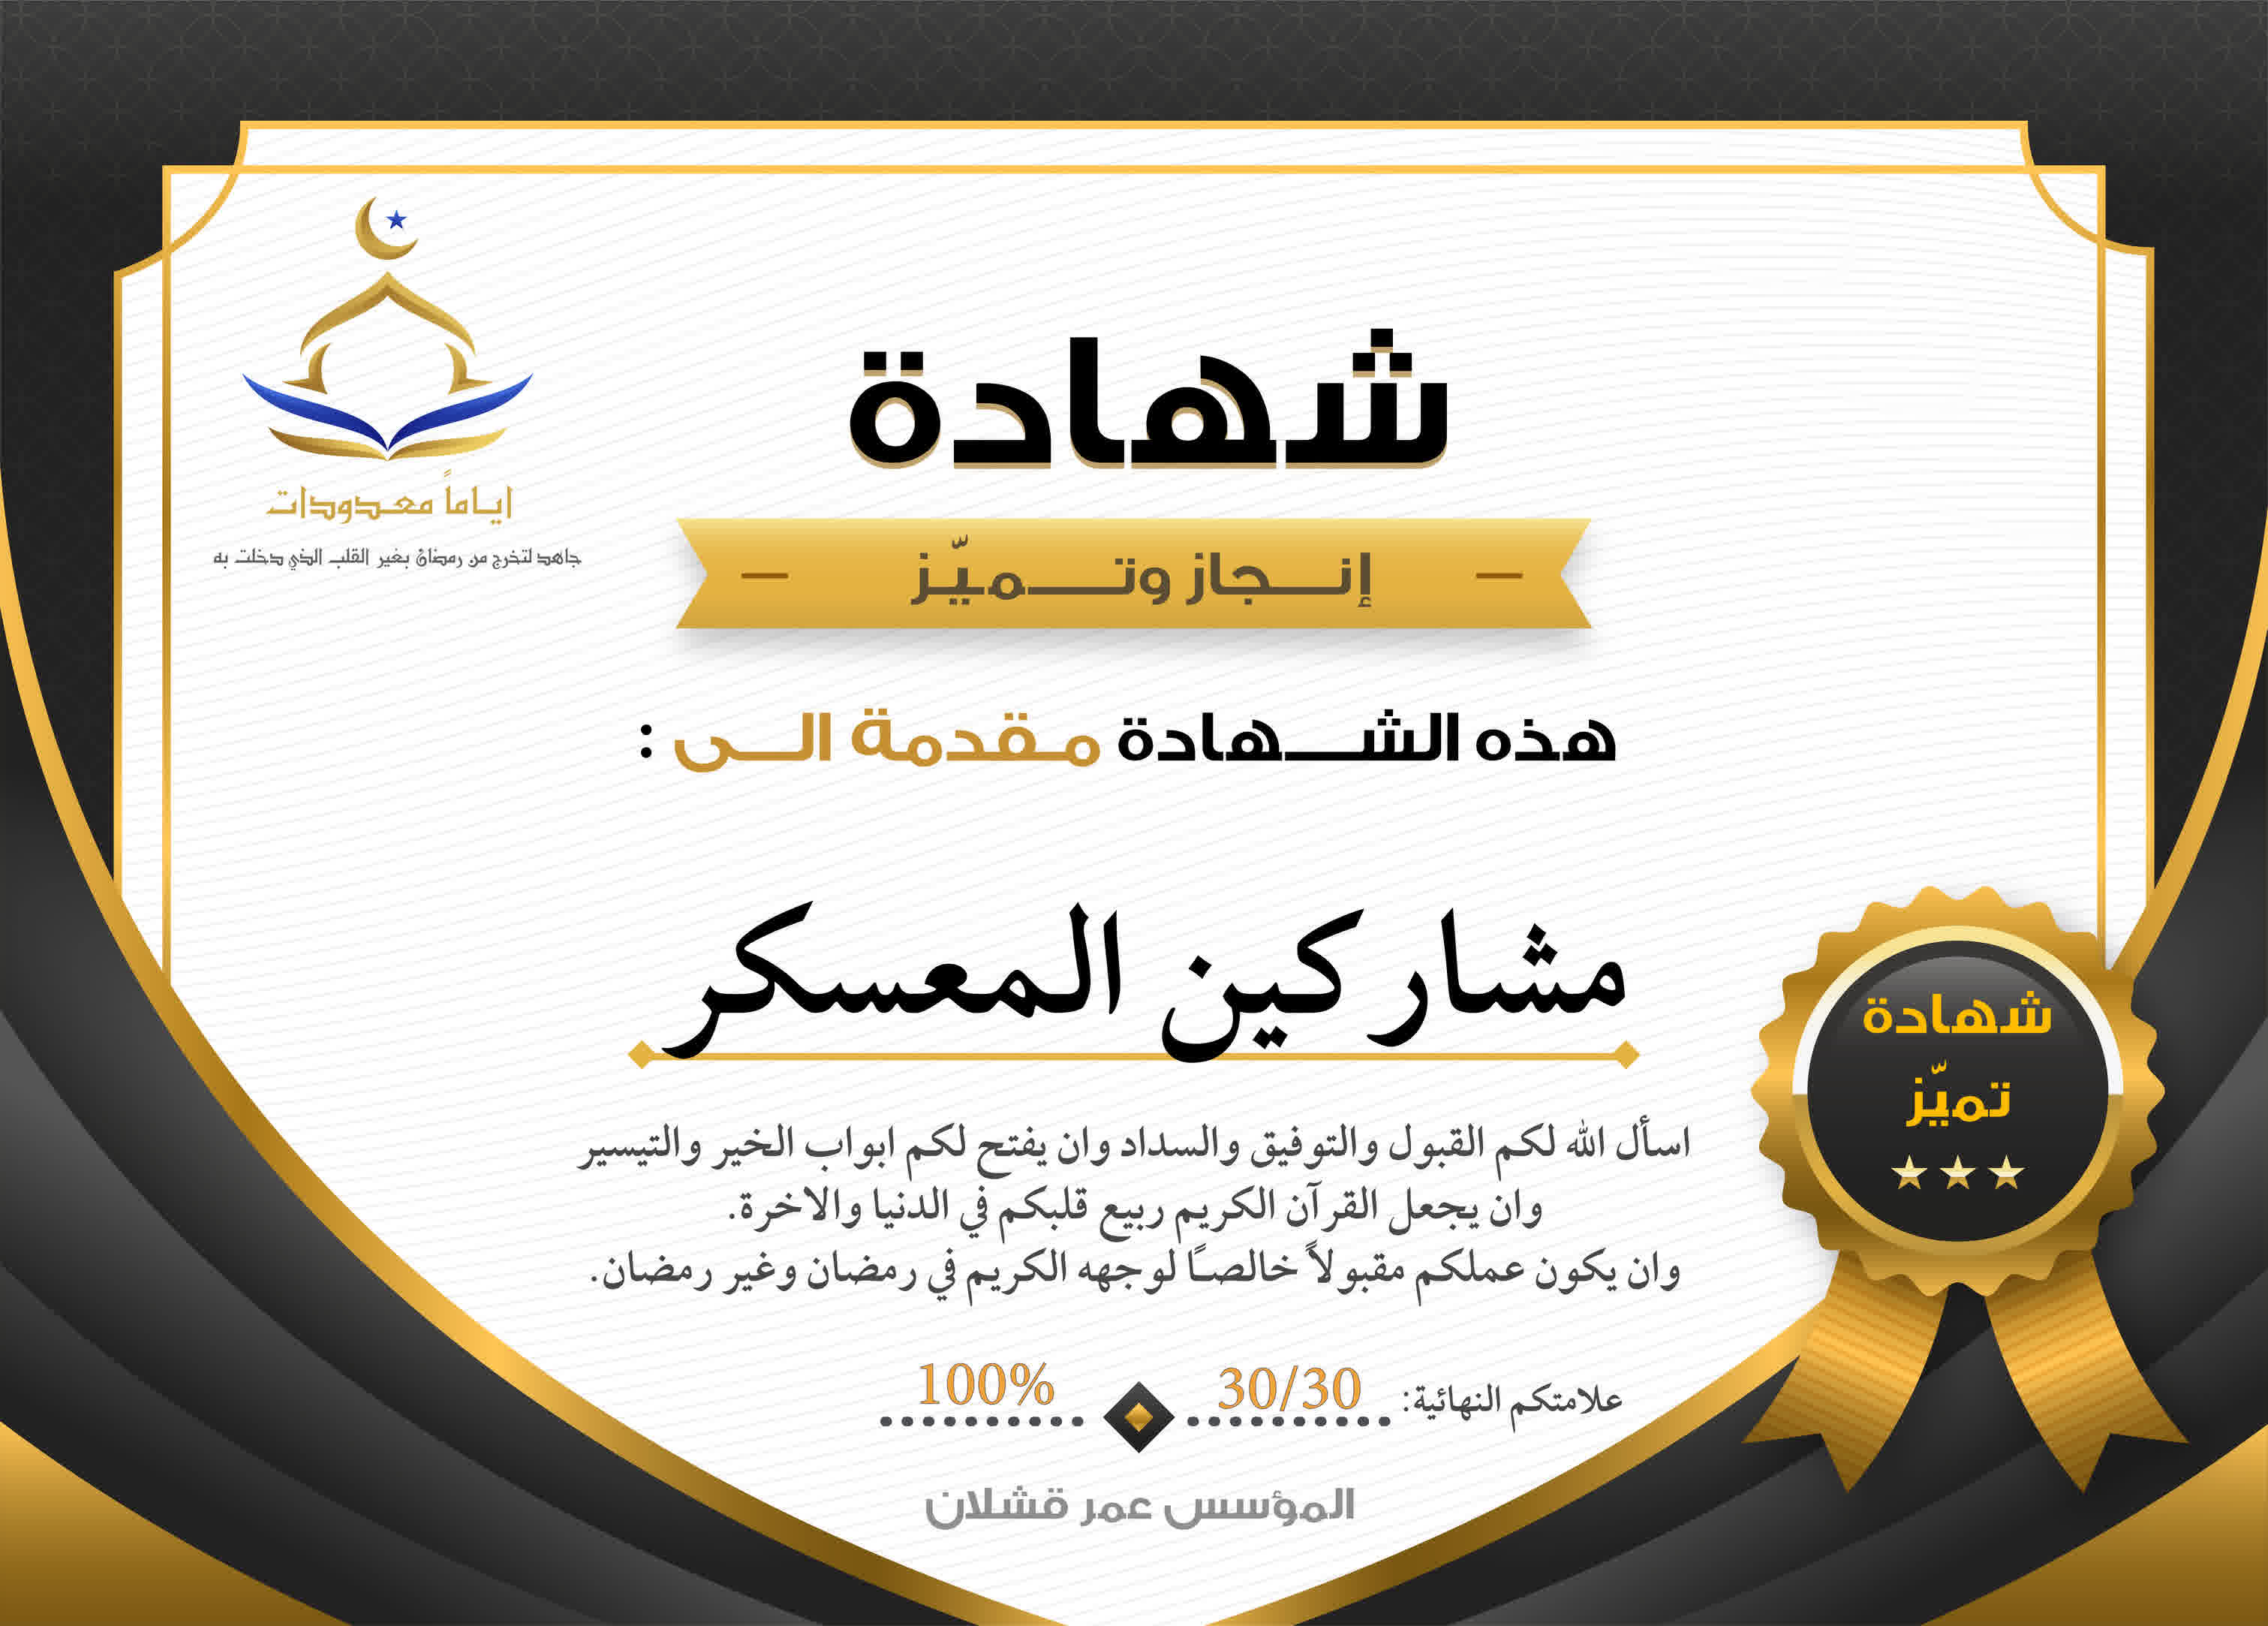 اياماً معدودات
جاهد لتخرج من رمضان بغير القلب الذي دخلت به
شهادة
إنـــجاز وتـــميّز
هذه الشـــهادة مـقدمة الـــى :
مشاركين المعسكر
اسأل الله لكم القبول والتوفيق والسداد وان يفتح لكم ابواب الخير والتيسير
وان يجعل القرآن الكريم ربيع قلبكم في الدنيا والاخرة.
وان يكون عملكم مقبولاً خالصاً لوجهه الكريم في رمضان وغير رمضان.
علامتكم النهائية: 30/30 100%
المؤسس عمر قشلان
شهادة
تميّز